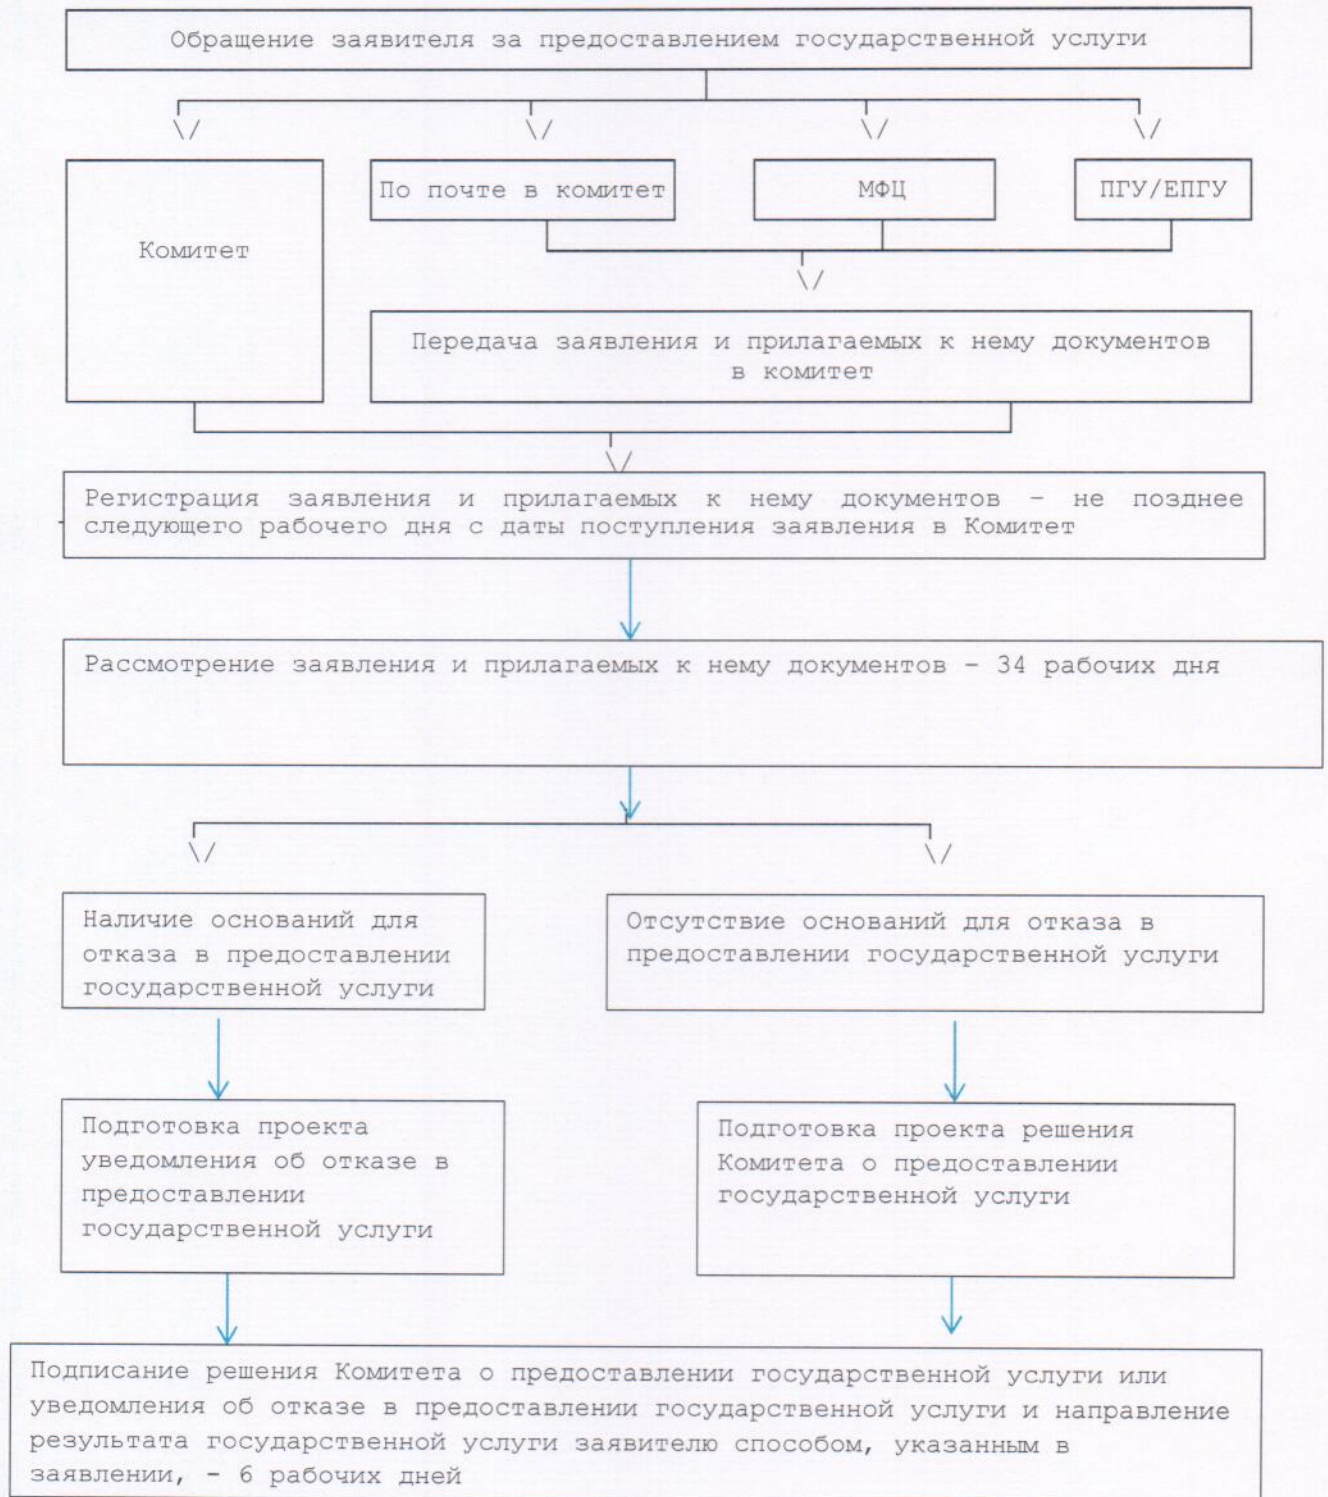 Обращение заявителя за предоставлением государственной услуги
\/ \/ \/ \/
Комитет
По почте в комитет
МФЦ
ПГУ/ЕПГУ
\/
Передача заявления и прилагаемых к нему документов
в комитет
\/
Регистрация заявления и прилагаемых к нему документов – не позднее
следующего рабочего дня с даты поступления заявления в Комитет
Рассмотрение заявления и прилагаемых к нему документов – 34 рабочих дня
\/ \/
Наличие оснований для
отказа в предоставлении
государственной услуги
Отсутствие оснований для отказа в
предоставлении государственной услуги
Подготовка проекта
уведомления об отказе в
предоставлении
государственной услуги
Подготовка проекта решения
Комитета о предоставлении
государственной услуги
Подписание решения Комитета о предоставлении государственной услуги или
уведомления об отказе в предоставлении государственной услуги и направление
результата государственной услуги заявителю способом, указанным в
заявлении, – 6 рабочих дней